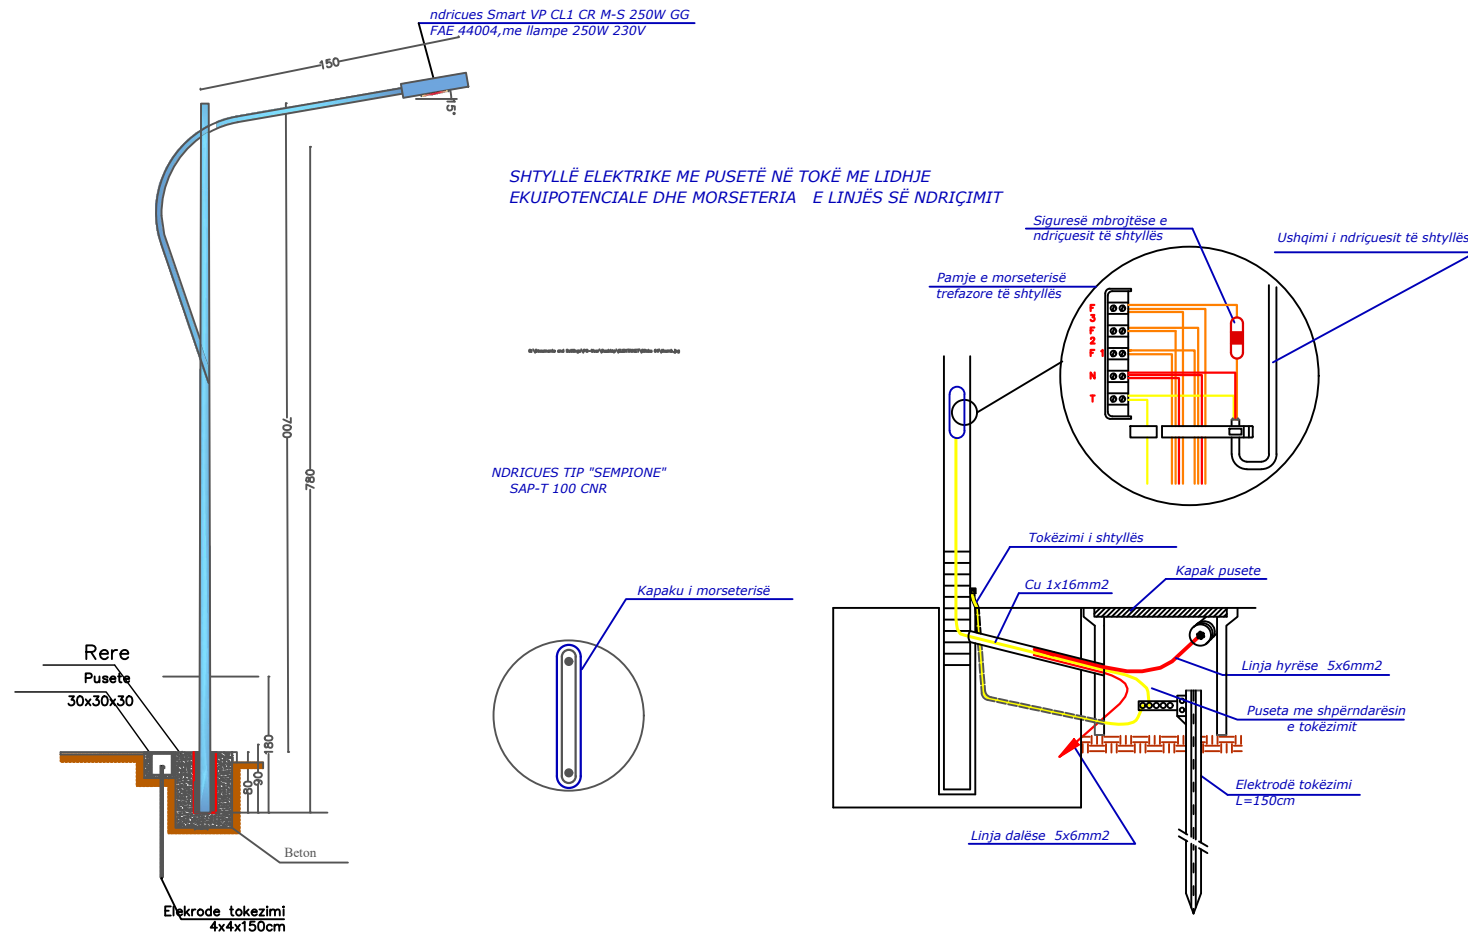 ndricues Smart VP CL1 CR M-S 250W GG
FAE 44004,me llampe 250W 230V
150
15°
SHTYLLË ELEKTRIKE ME PUSETË NË TOKË ME LIDHJE
EKUIPOTENCIALE DHE MORSETERIA E LINJËS SË NDRIÇIMIT
Siguresë mbrojtëse e
ndriçuesit të shtyllës
Ushqimi i ndriçuesit të shtyllës
Pamje e morseterisë
trefazore të shtyllës
F
3
F
2
F 1
N
T
700
780
NDRICUES TIP "SEMPIONE"
SAP-T 100 CNR
Tokëzimi i shtyllës
Cu 1x16mm2
Kapak pusete
Kapaku i morseterisë
Linja hyrëse 5x6mm2
Puseta me shpërndarësin
e tokëzimit
Elektrodë tokëzimi
L=150cm
Linja dalëse 5x6mm2
Rere
Pusete
30x30x30
180
90
80
Beton
Elekrode tokezimi
4x4x150cm